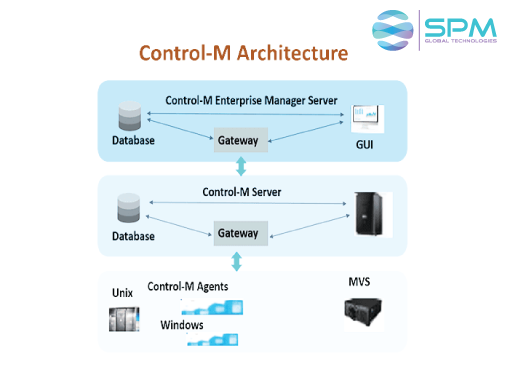 SPM
GLOBAL TECHNOLOGIES
Control-M Architecture
Control-M Enterprise Manager Server
Database
Gateway
GUI
Control-M Server
Database
Gateway
Control-M Agents
MVS
Unix
Windows